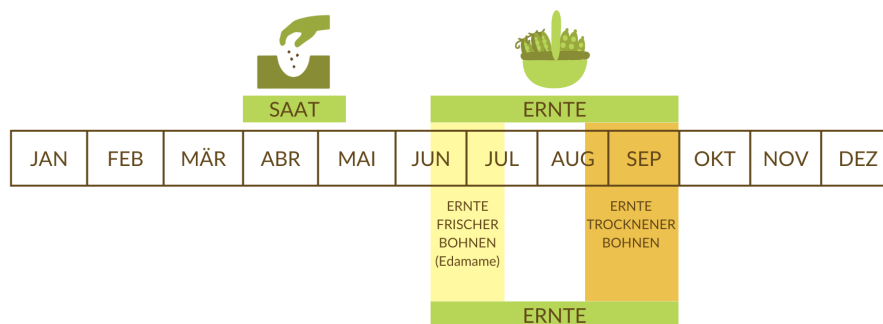 SAAT ERNTE
JAN FEB MÄR ABR MAI JUN JUL AUG SEP OKT NOV DEZ
ERNTE
FRISCHER
BOHNEN
(Edamame)
ERNTE
TROCKNENER
BOHNEN
ERNTE